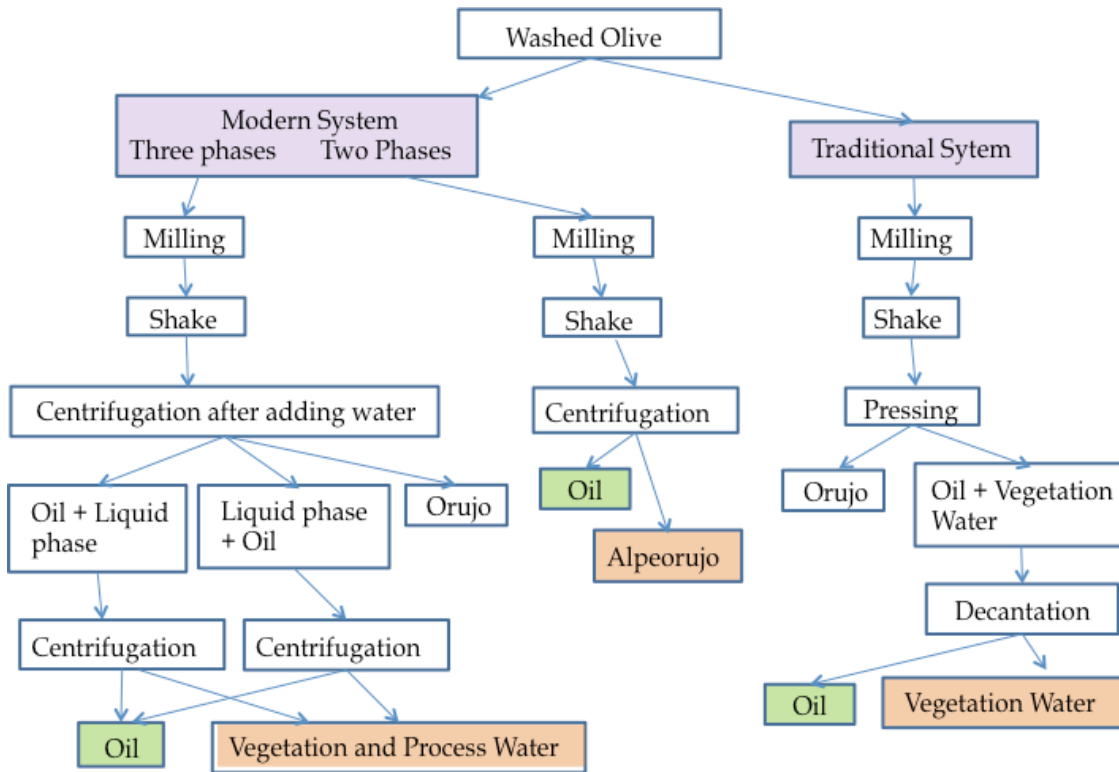 Washed Olive
Modern System
Three phases Two Phases
Traditional Sytem
Milling
Milling
Milling
Shake
Shake
Shake
Centrifugation after adding water
Centrifugation
Pressing
Oil + Liquid
phase
Liquid phase
+ Oil
Orujo
Oil
Alpeorujo
Orujo
Oil + Vegetation
Water
Centrifugation
Centrifugation
Decantation
Oil
Vegetation and Process Water
Oil
Vegetation Water